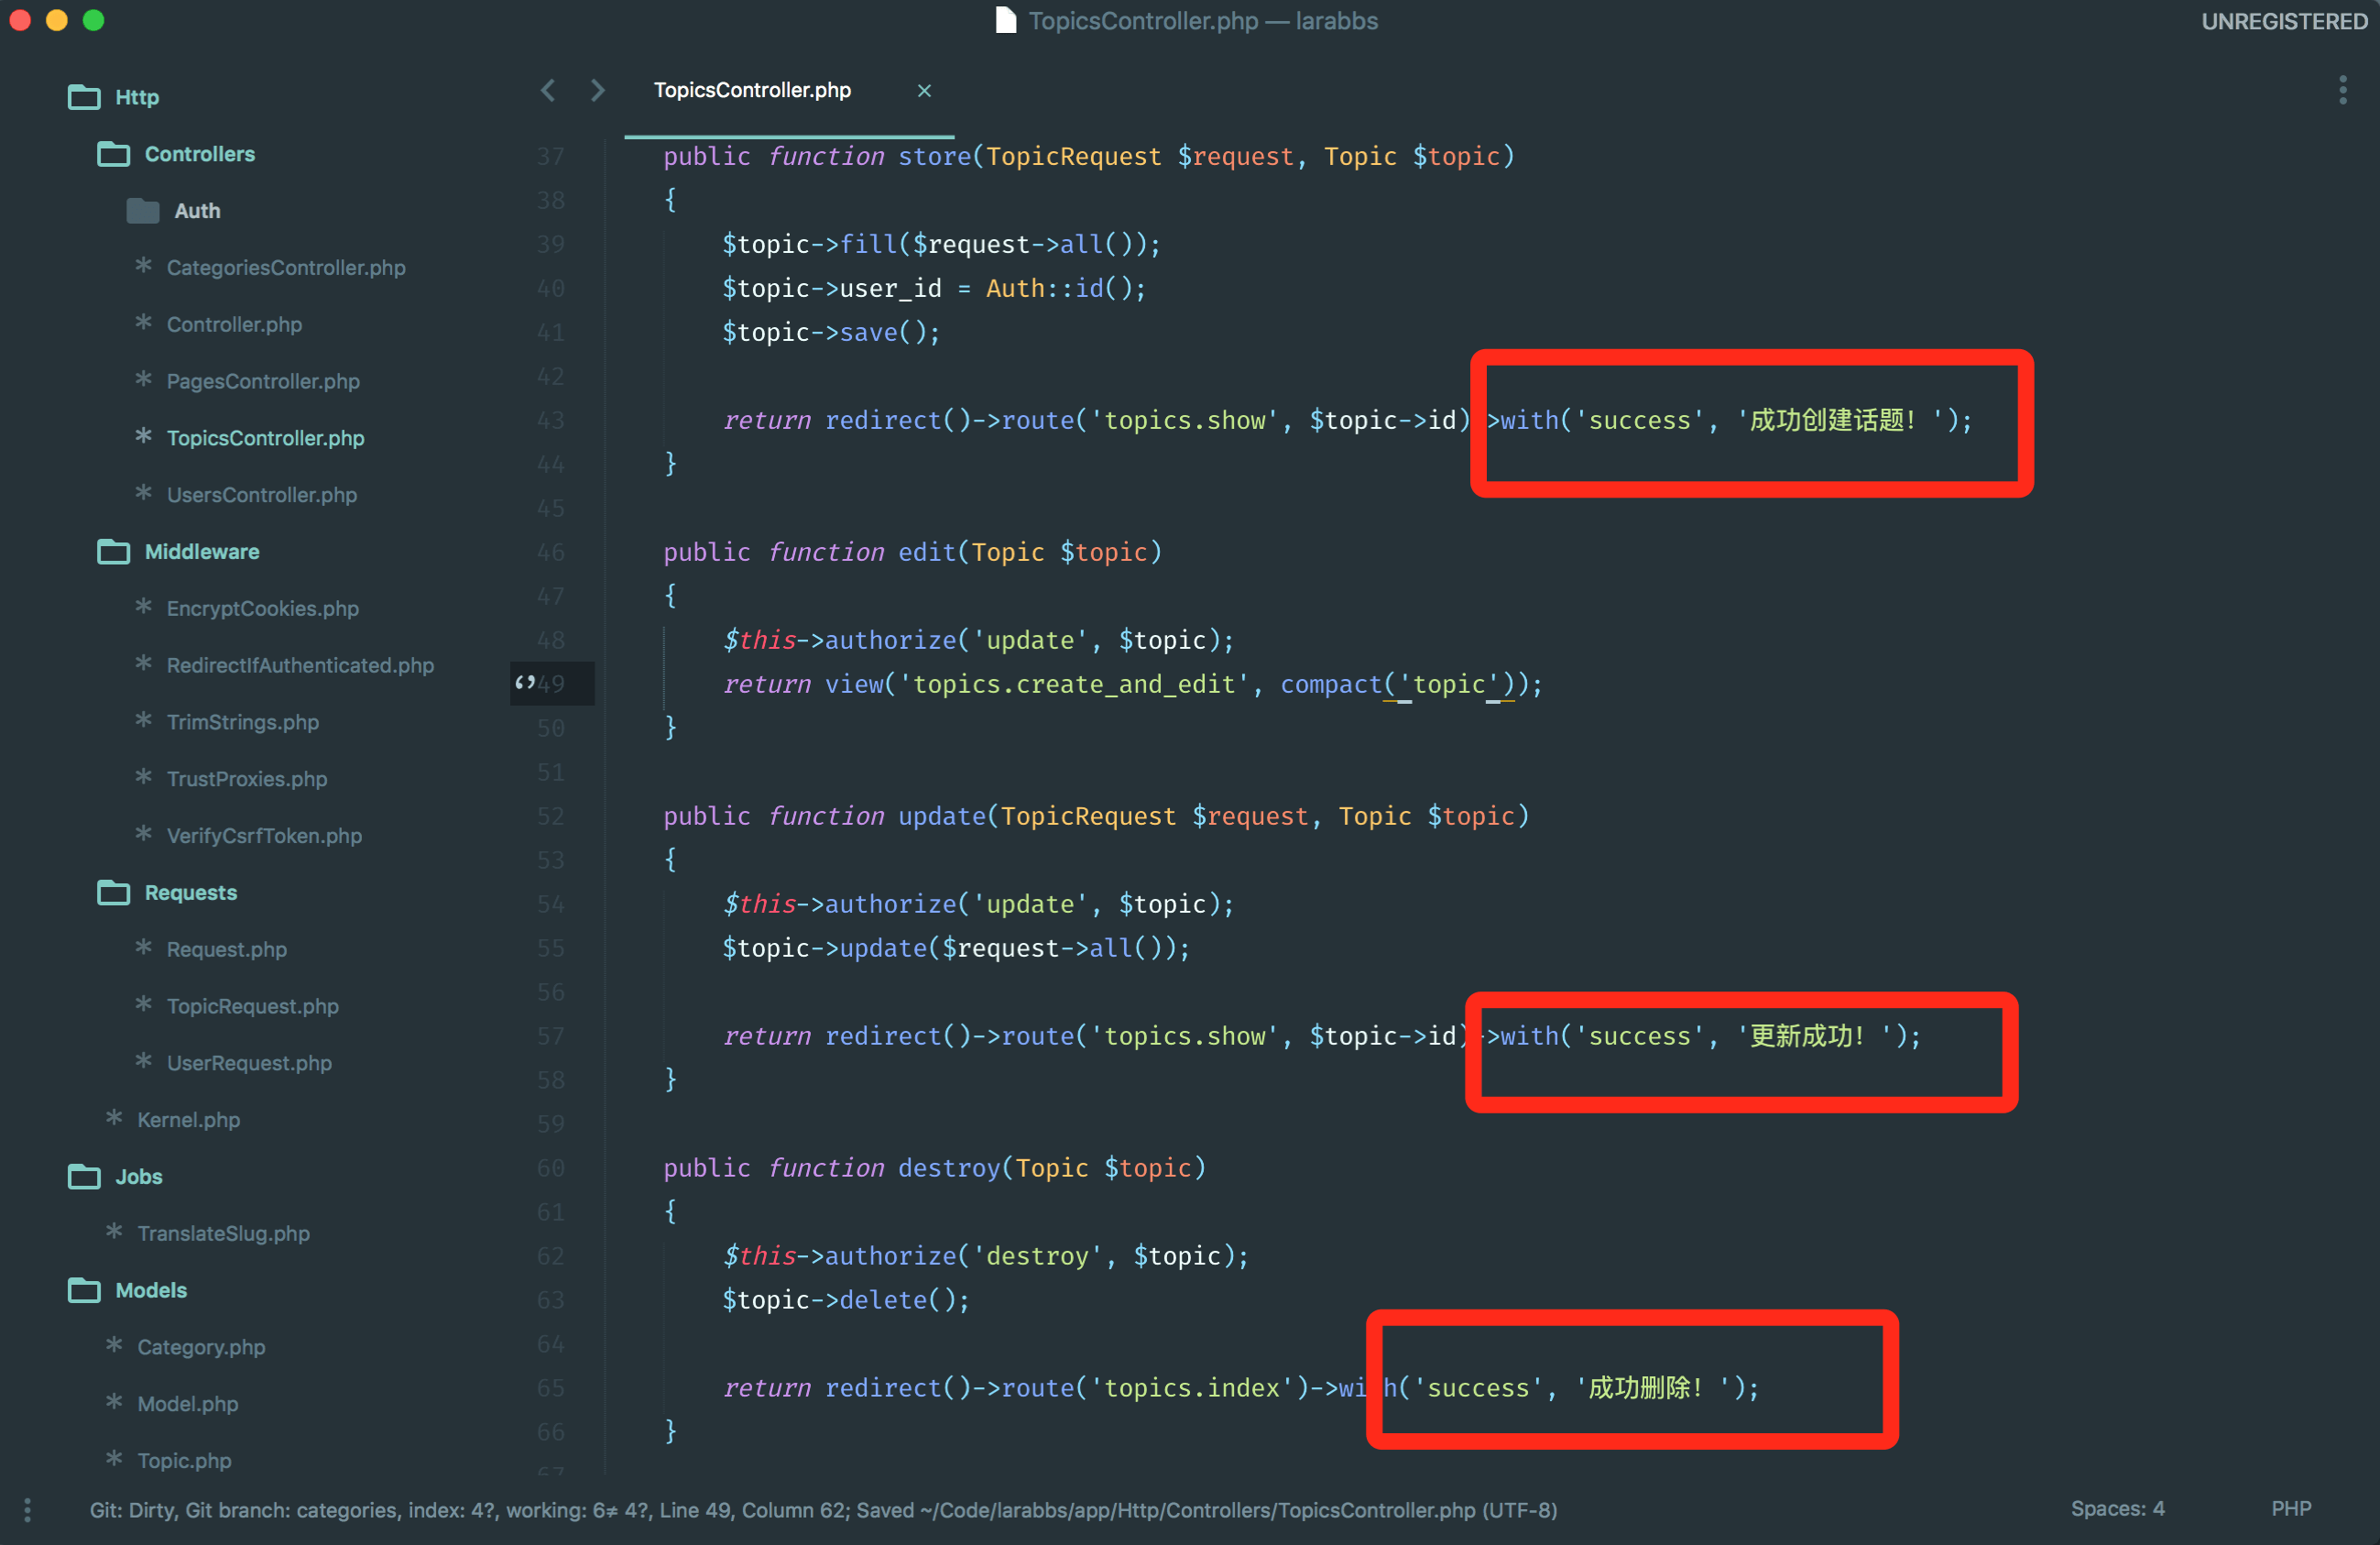 TopicsController.php — larabbs
UNREGISTERED
Http
Controllers
Auth
* CategoriesController.php
* Controller.php
* PagesController.php
* TopicsController.php
* UsersController.php
Middleware
* EncryptCookies.php
* RedirectIfAuthenticated.php
* TrimStrings.php
* TrustProxies.php
* VerifyCsrfToken.php
Requests
* Request.php
* TopicRequest.php
* UserRequest.php
* Kernel.php
Jobs
* TranslateSlug.php
Models
* Category.php
* Model.php
* Topic.php
TopicsController.php ×
37 public function store(TopicRequest $request, Topic $topic)
38 {
39 $topic->fill($request->all());
40 $topic->user_id = Auth::id();
41 $topic->save();
42
43 return redirect()->route('topics.show', $topic->id)->with('success', '成功创建话题！');
44 }
45
46 public function edit(Topic $topic)
47 {
48 $this->authorize('update', $topic);
49 return view('topics.create_and_edit', compact('topic'));
50 }
51
52 public function update(TopicRequest $request, Topic $topic)
53 {
54 $this->authorize('update', $topic);
55 $topic->update($request->all());
56
57 return redirect()->route('topics.show', $topic->id)->with('success', '更新成功！');
58 }
59
60 public function destroy(Topic $topic)
61 {
62 $this->authorize('destroy', $topic);
63 $topic->delete();
64
65 return redirect()->route('topics.index')->with('success', '成功删除！');
66 }
67
Git: Dirty, Git branch: categories, index: 4?, working: 6≠ 4?, Line 49, Column 62; Saved ~/Code/larabbs/app/Http/Controllers/TopicsController.php (UTF-8)
Spaces: 4
PHP